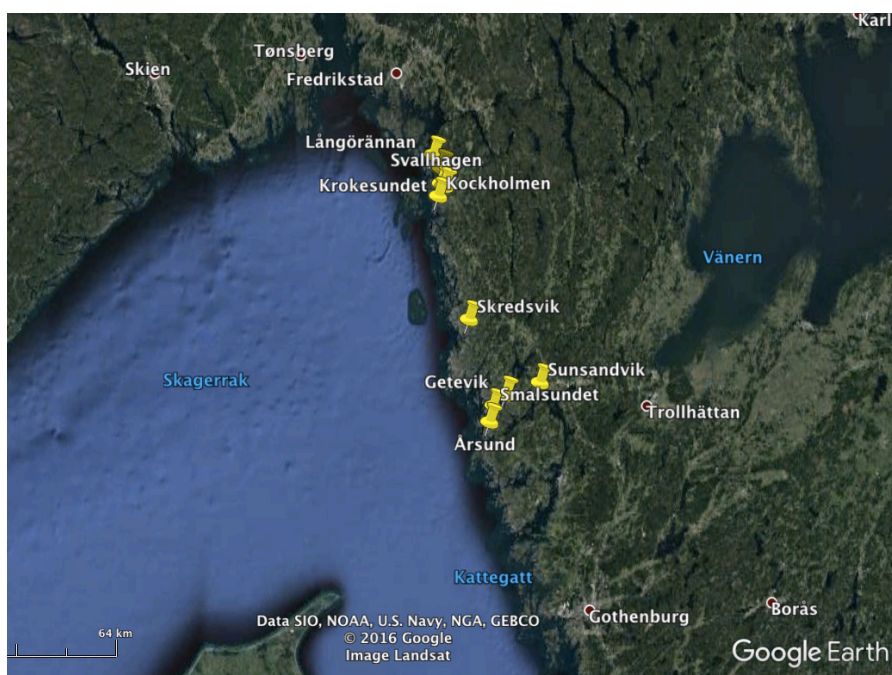 Karl
Tønsberg
Skien
Fredrikstad
Långörännan
Svallhagen
Krokesundet
Kockholmen
Vänern
Skredsvik
Skagerrak
Getevik
Sunsandvik
Smalsundet
Trollhättan
Årsund
Kattegatt
Gothenburg
Borås
64 km
Data SIO, NOAA, U.S. Navy, NGA, GEBCO
© 2016 Google
Image Landsat
Google Earth